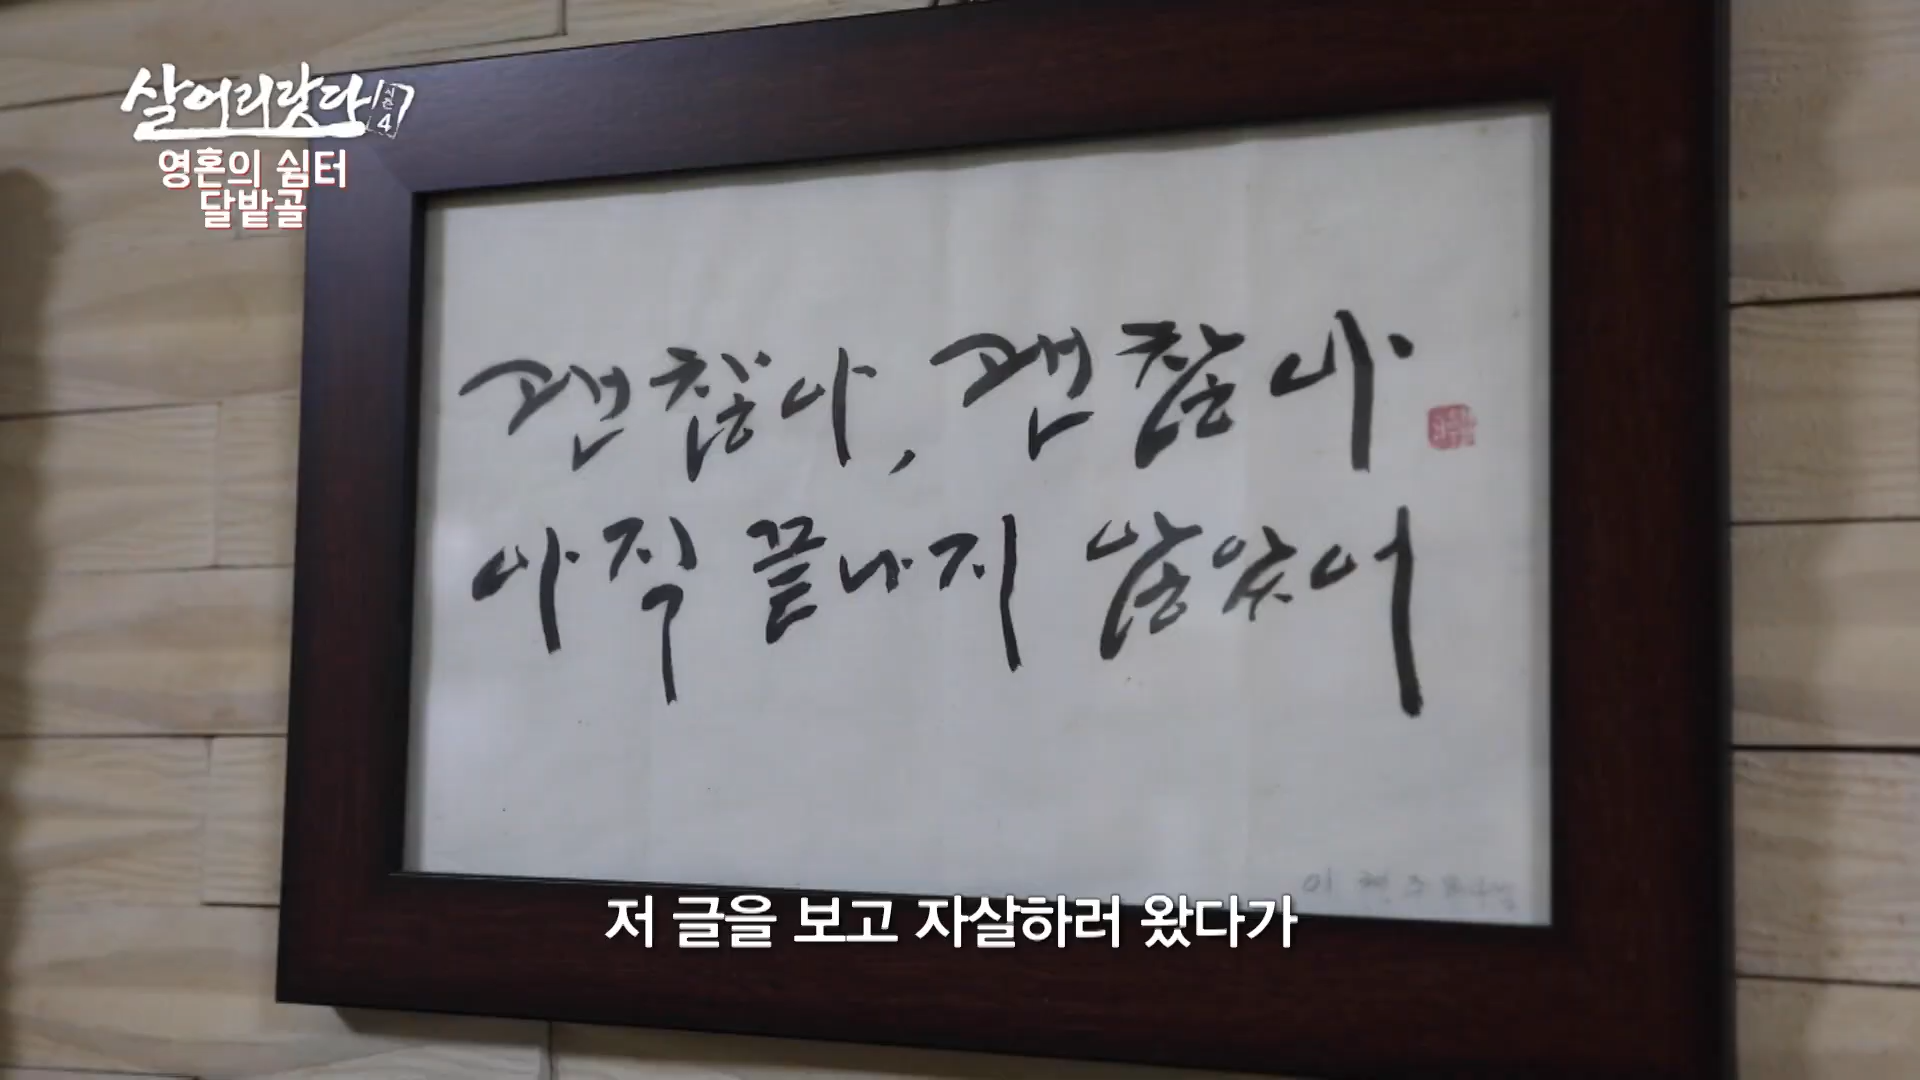 살어리랏다 시즌4
영혼의 쉼터
달밭골
괜찮아, 괜찮아
아직 끝나지 않았어
저 글을 보고 자살하러 왔다가